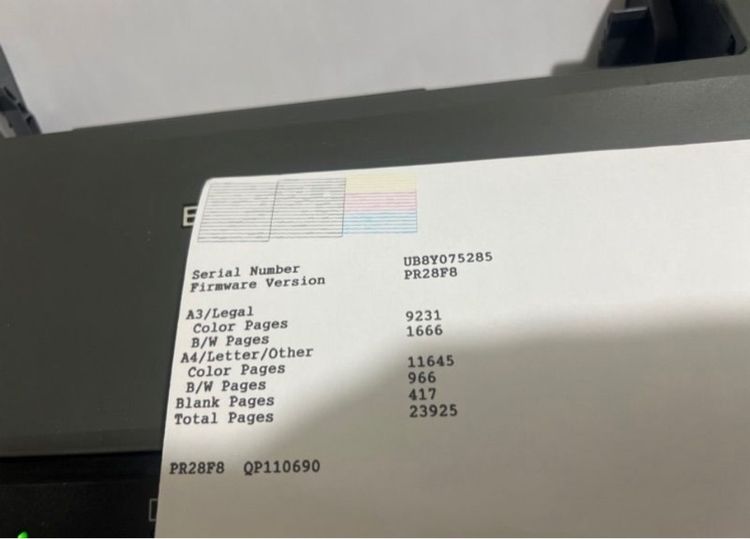 E
Serial Number UB8Y075285
Firmware Version PR28F8
A3/Legal
Color Pages 9231
B/W Pages 1666
A4/Letter/Other
Color Pages 11645
B/W Pages 966
Blank Pages 417
Total Pages 23925
PR28F8 QP110690